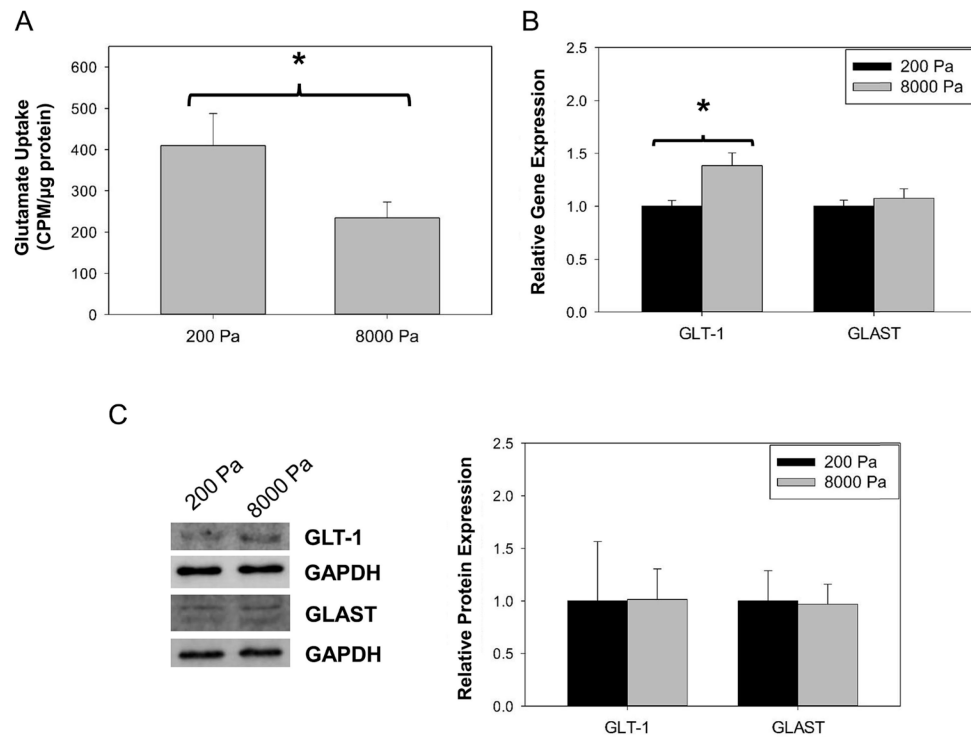 A
Glutamate Uptake
(CPM/µg protein)
600
500
400
300
200
100
0
*
200 Pa
8000 Pa
B
Relative Gene Expression
2.5
2.0
1.5
1.0
0.5
0.0
200 Pa
8000 Pa
*
GLT-1
GLAST
C
200 Pa
8000 Pa
GLT-1
GAPDH
GLAST
GAPDH
Relative Protein Expression
2.5
2.0
1.5
1.0
0.5
0.0
200 Pa
8000 Pa
GLT-1
GLAST